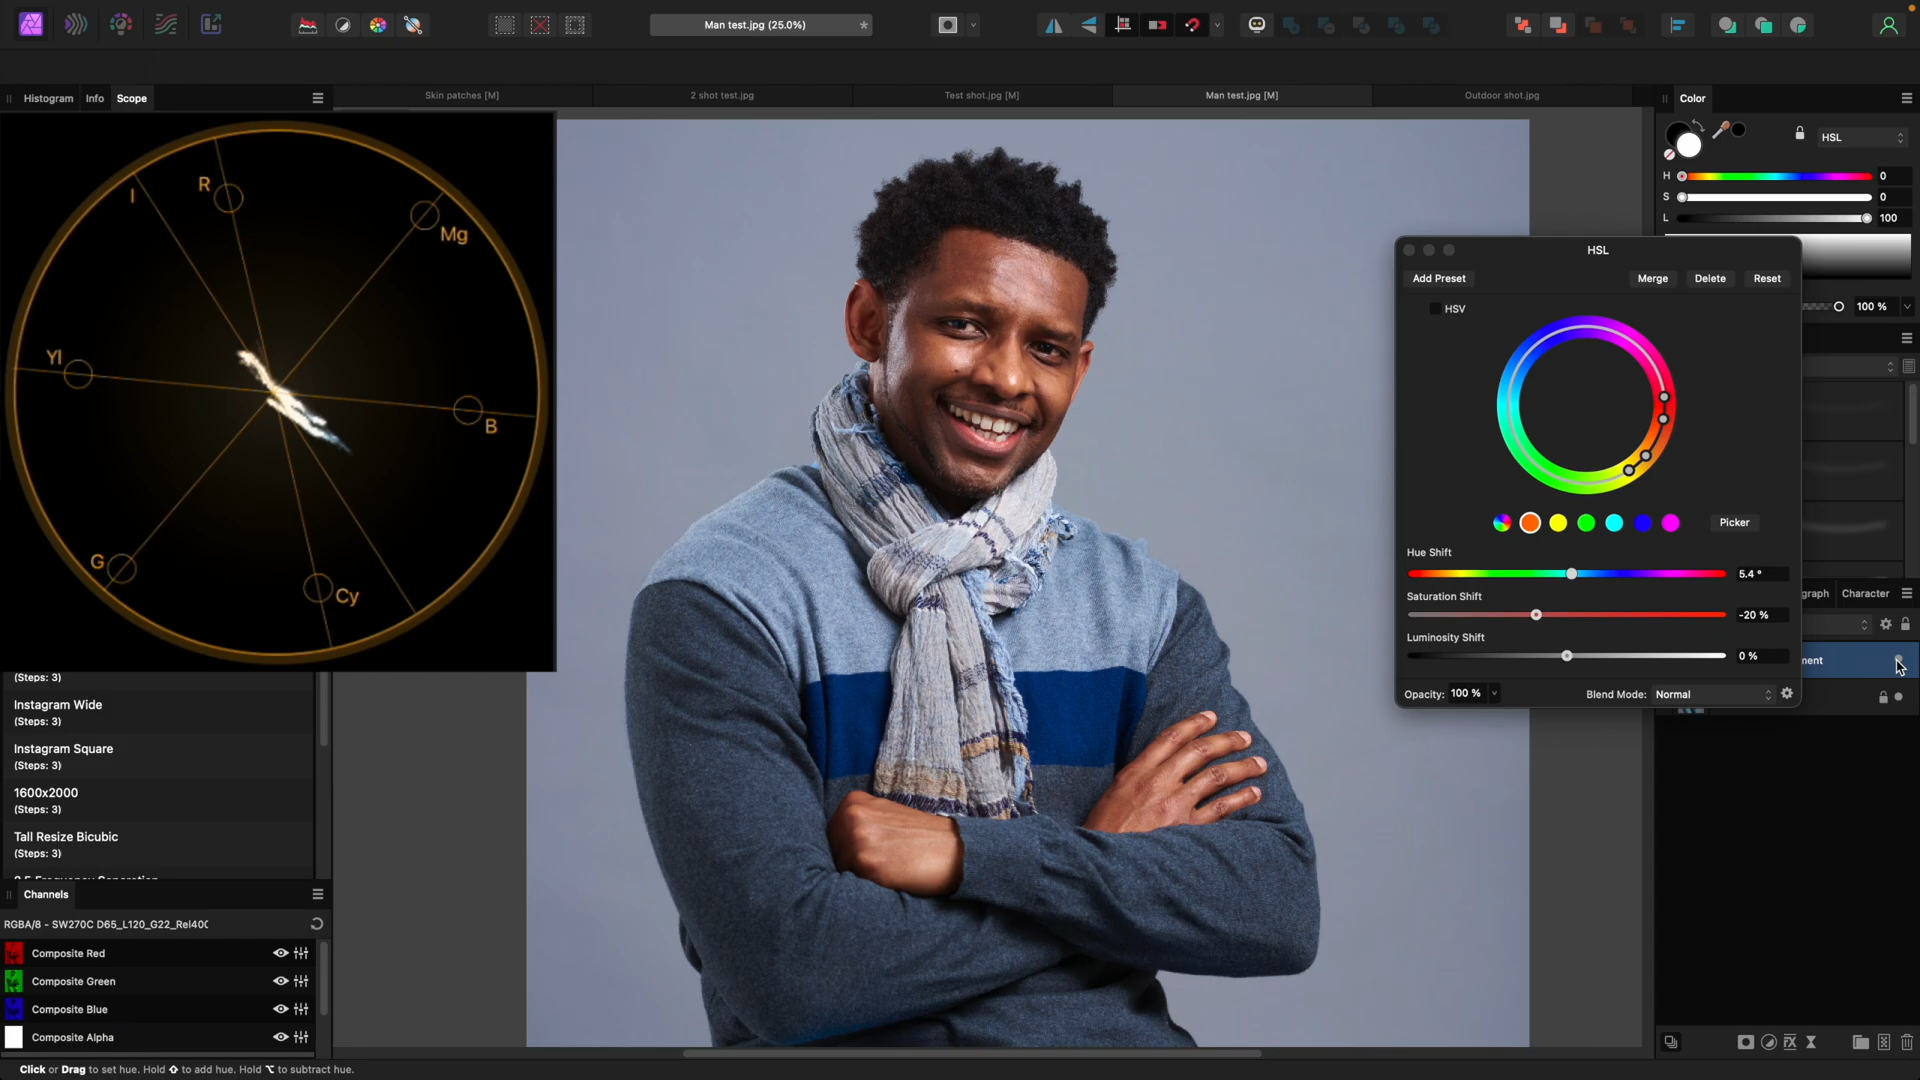 Man test.jpg (25.0%)
*
Histogram
Info
Scope
Skin patches [M]
2 shot test.jpg
Test shot.jpg [M]
Man test.jpg [M]
Outdoor shot.jpg
Color
HSL
H
0
S
0
L
100
100 %
I
R
Mg
Yl
B
G
Cy
HSL
Add Preset
Merge
Delete
Reset
HSV
Picker
Hue Shift
5.4 °
Saturation Shift
-20 %
Luminosity Shift
0 %
Opacity: 100 %
Blend Mode: Normal
Character
(Steps: 3)
Instagram Wide
(Steps: 3)
Instagram Square
(Steps: 3)
1600x2000
(Steps: 3)
Tall Resize Bicubic
(Steps: 3)
Channels
RGBA/8 - SW270C D65_L120_G22_Rel400
Composite Red
Composite Green
Composite Blue
Composite Alpha
Click or Drag to set hue. Hold ⇧ to add hue. Hold ⌥ to subtract hue.